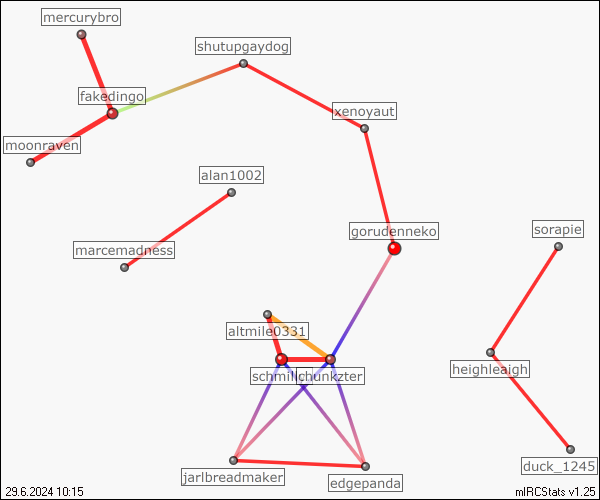 mercurybro
shutupgaydog
fakedingo
xenoyaut
moonraven
alan1002
gorudenneko
sorapie
marcemadness
altmile0331
heighleaigh
chunkzter
jarlbreadmaker
duck_1245
edgepanda
29.6.2024 10:15
mIRCStats v1.25